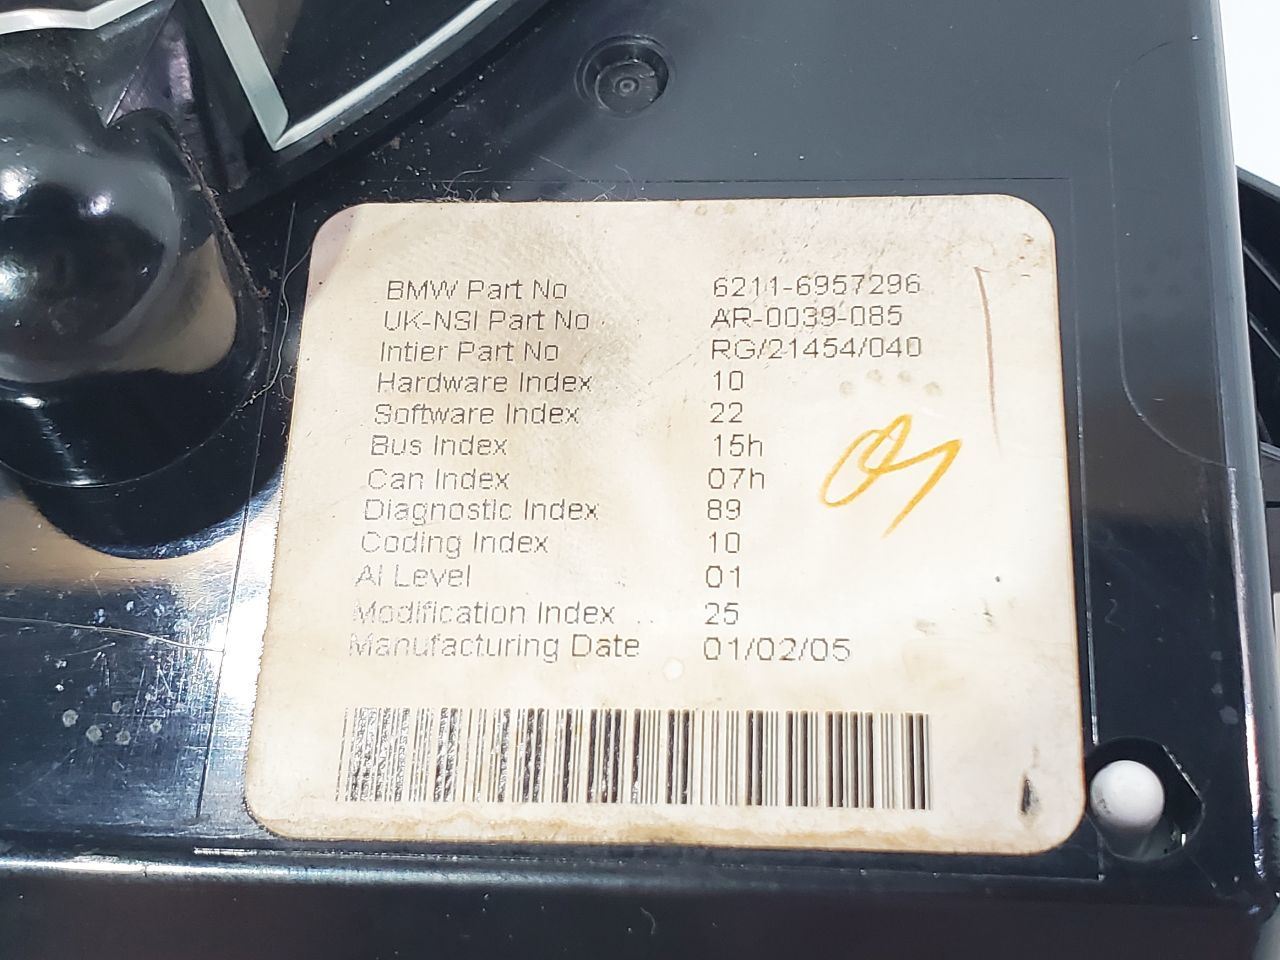 BMW Part No 6211-6957296
UK-NSI Part No AR-0039-085
Intier Part No RG/21454/040
Hardware Index 10
Software Index 22
Bus Index 15h
Can Index 07h
Diagnostic Index 89
Coding Index 10
AI Level 01
Modification Index 25
Manufacturing Date 01/02/05